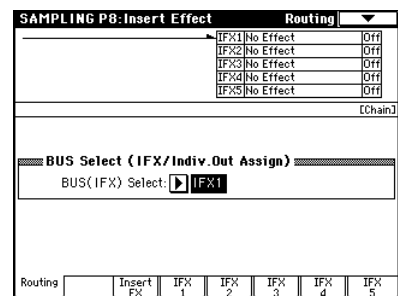 SAMPLING P8:Insert Effect Routing
IFX1 No Effect Off
IFX2 No Effect Off
IFX3 No Effect Off
IFX4 No Effect Off
IFX5 No Effect Off
[Chain]
BUS Select (IFX/Indiv.Out Assign)
BUS(IFX) Select: IFX1
Routing Insert FX IFX 1 IFX 2 IFX 3 IFX 4 IFX 5